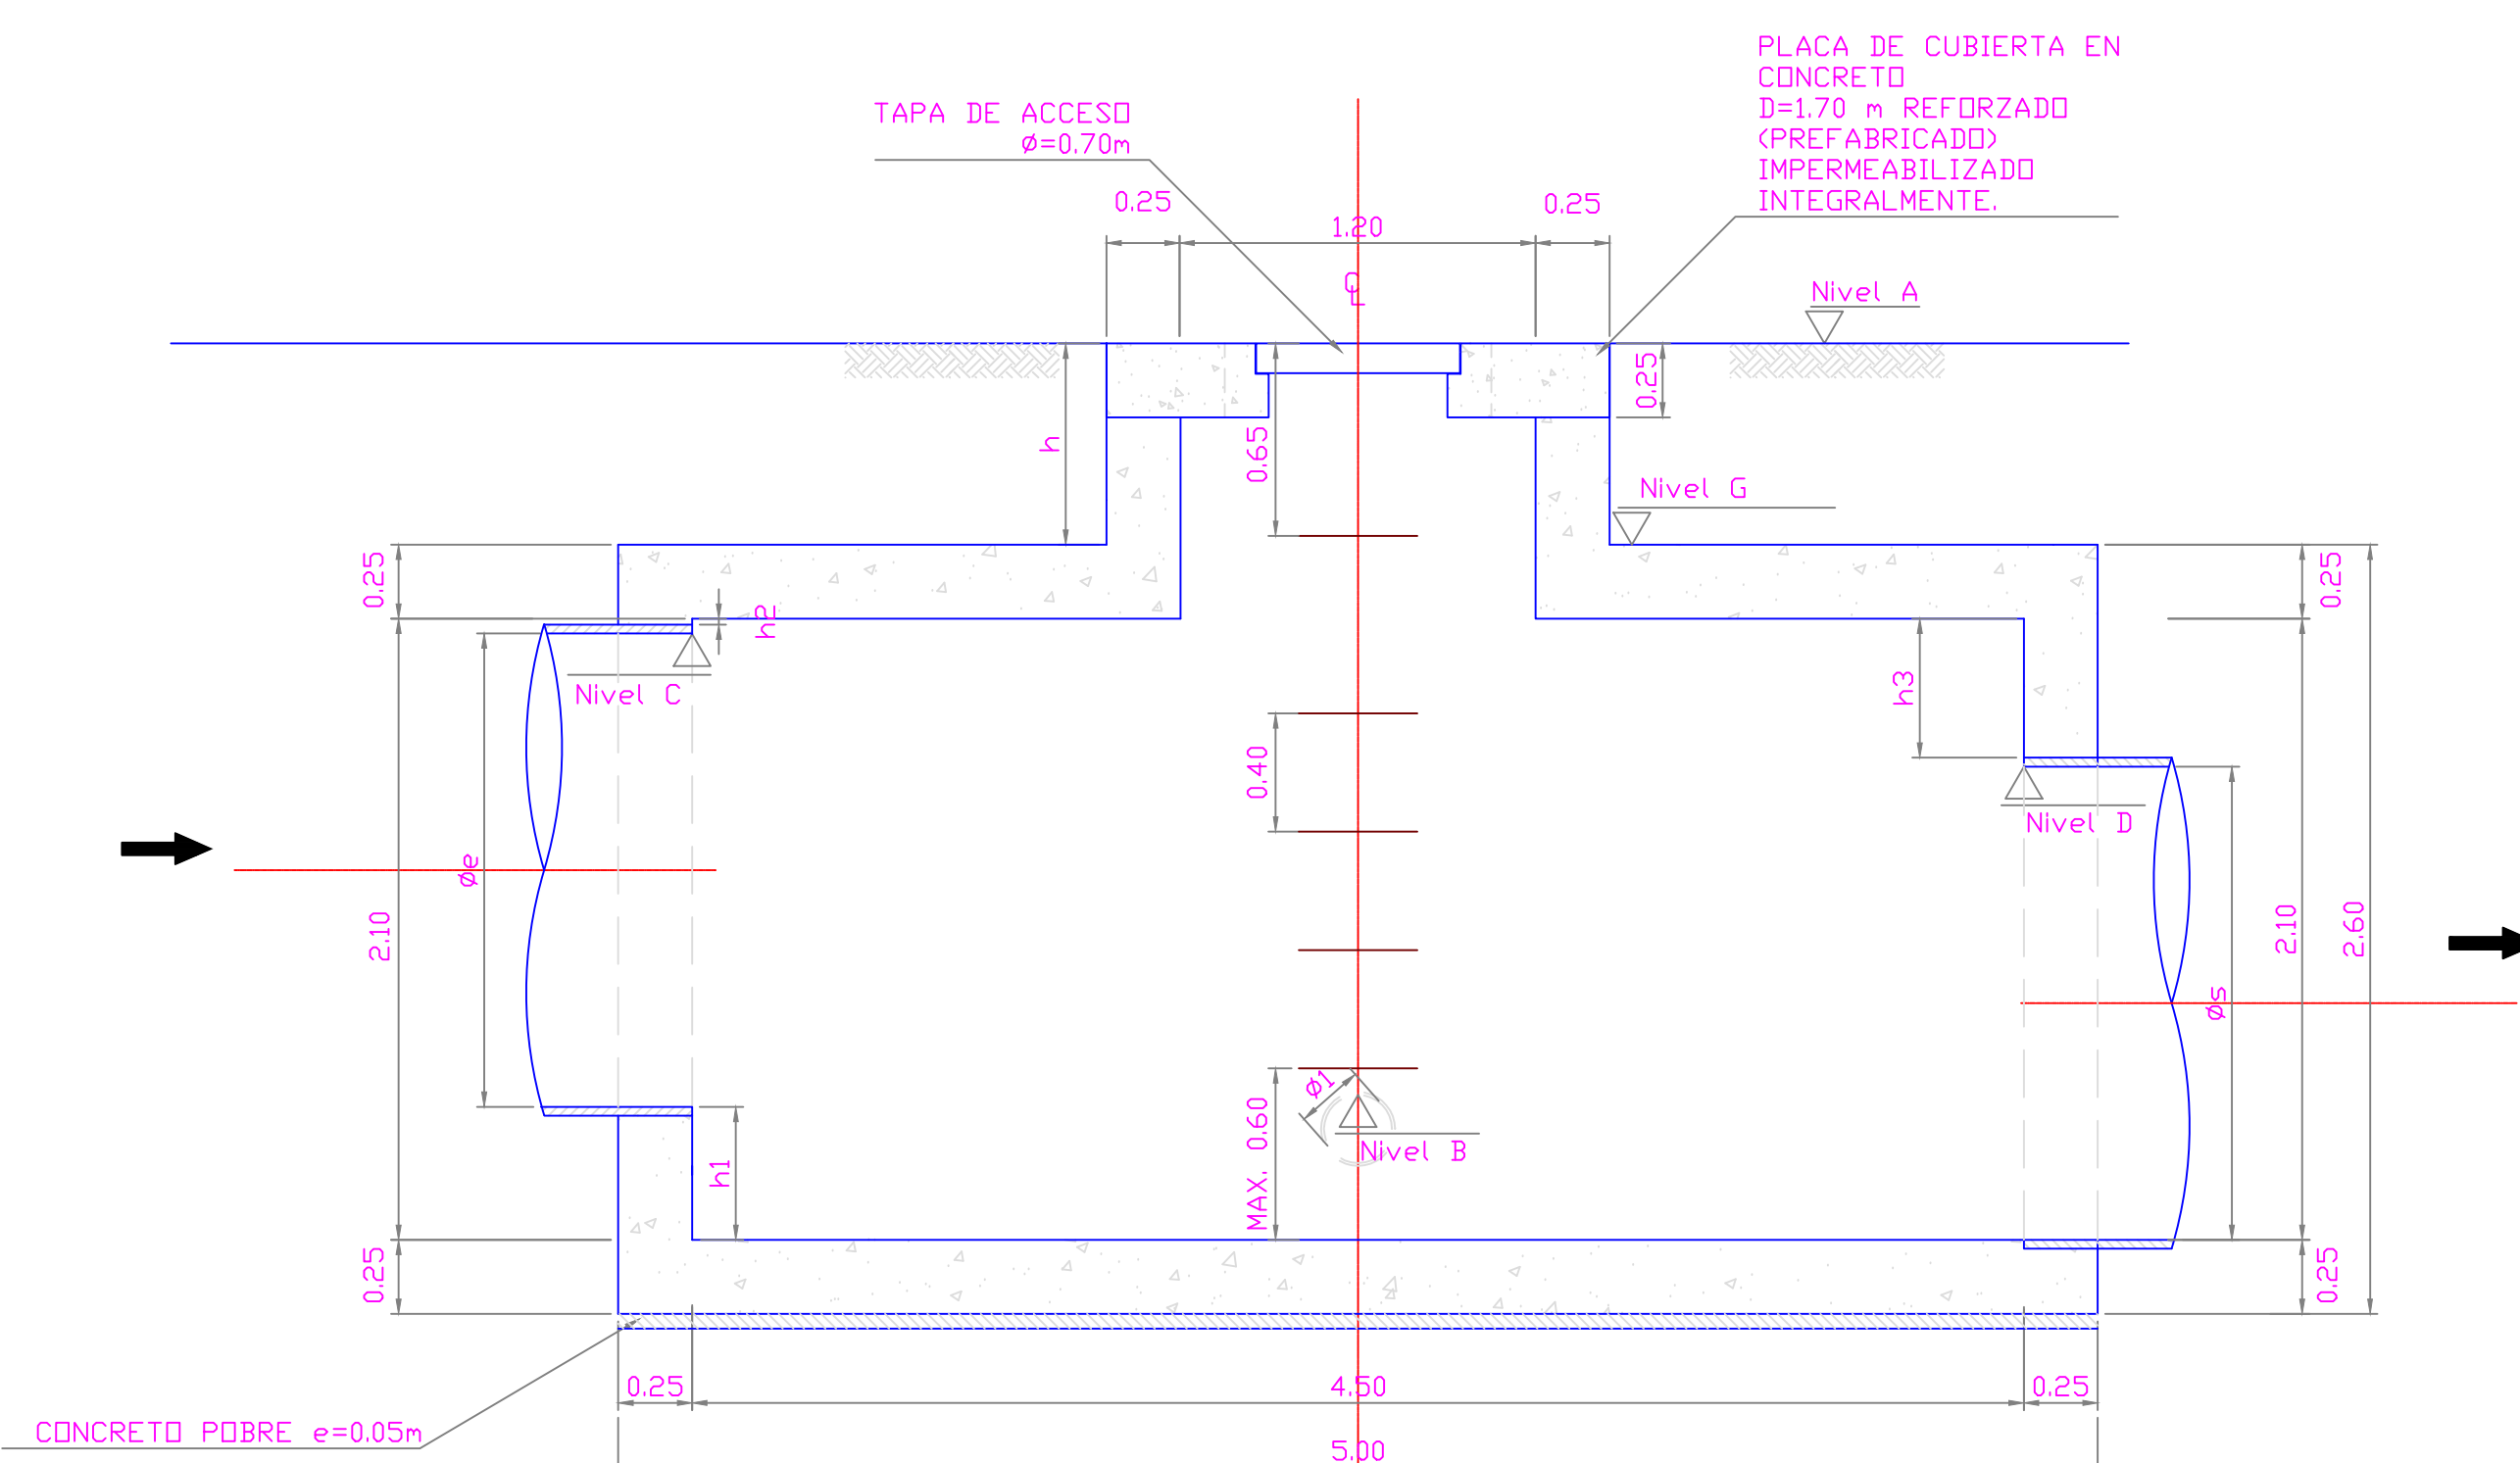 PLACA DE CUBIERTA EN
CONCRETO
D=1.70 m REFORZADO
(PREFABRICADO)
IMPERMEABILIZADO
INTEGRALMENTE.
TAPA DE ACCESO
ø=0.70m
0.25
1.20
0.25
CL
Nivel A
0.25
h
0.65
Nivel G
0.25
0.25
h2
Nivel C
h3
0.40
Nivel D
øe
2.10
2.10
2.60
øs
ø1
MAX. 0.60
Nivel B
h1
0.25
0.25
0.25
4.50
0.25
CONCRETO POBRE e=0.05m
5.00